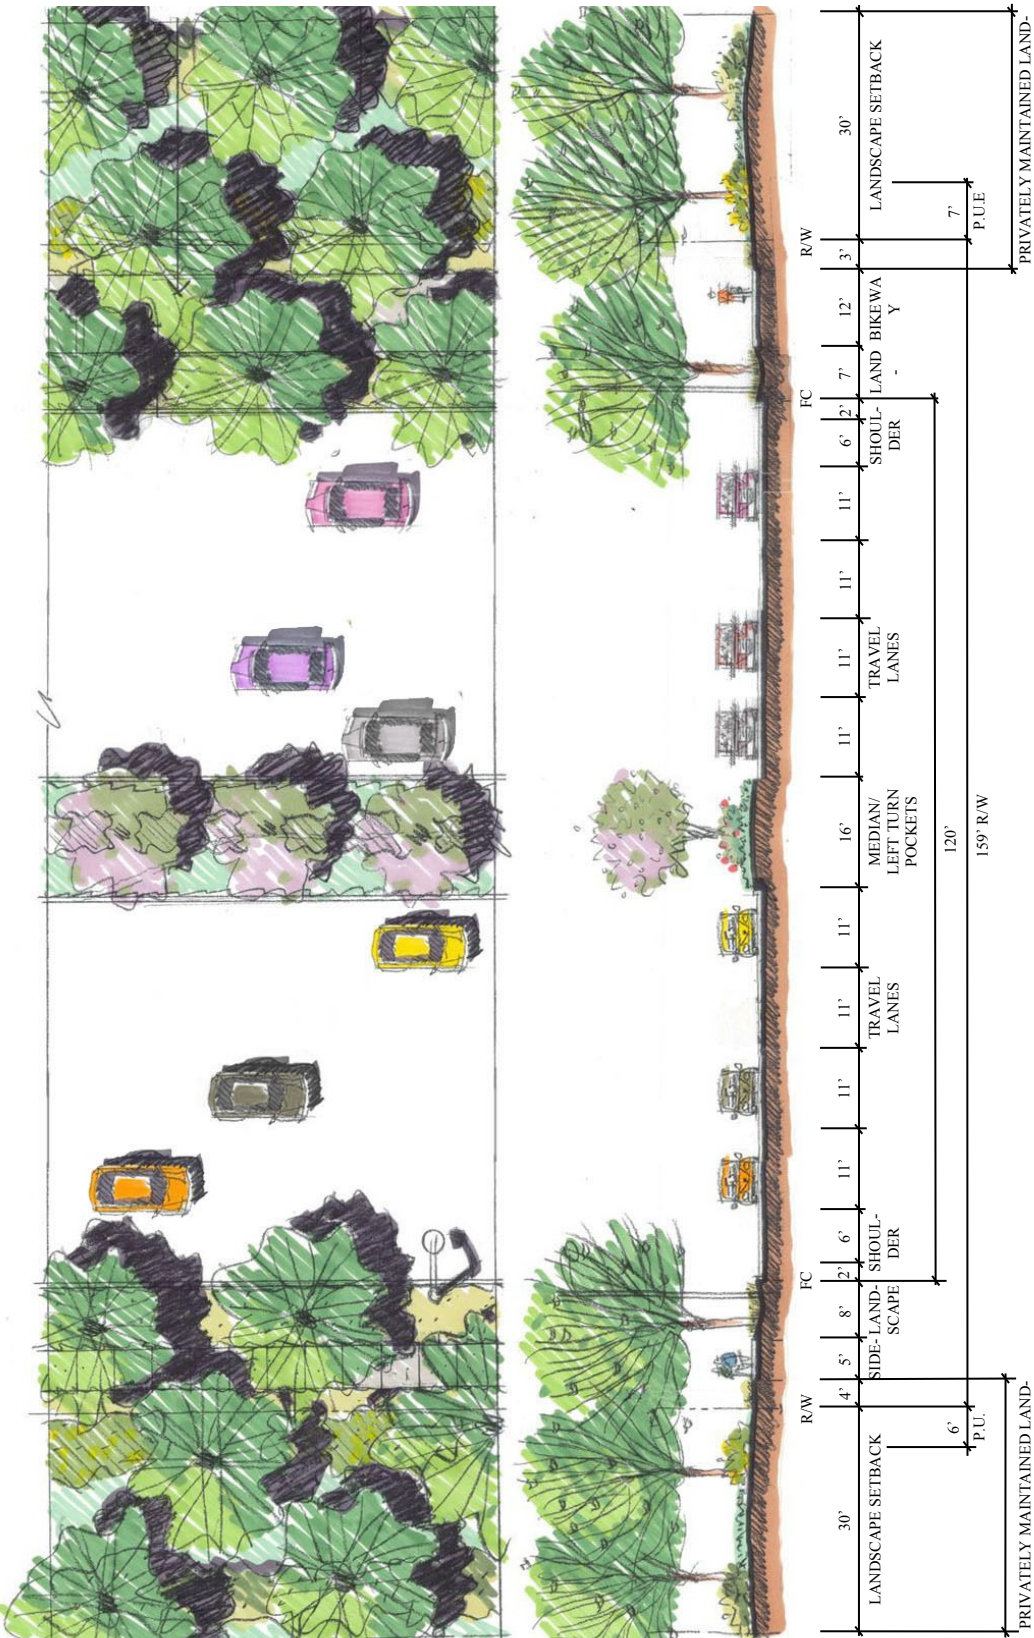 R/W
FC
FC
R/W
30'
4'
5'
8'
2'
6'
11'
11'
11'
11'
16'
11'
11'
11'
11'
6'
2'
7'
12'
3'
30'
LANDSCAPE SETBACK
SIDE-
LAND-
SCAPE
SHOUL-
DER
TRAVEL
LANES
MEDIAN/
LEFT TURN
POCKETS
TRAVEL
LANES
SHOUL-
DER
LAND
-
BIKEWA
Y
LANDSCAPE SETBACK
120'
6'
P.U.
159' R/W
7'
P.U.E
PRIVATELY MAINTAINED LAND-
PRIVATELY MAINTAINED LAND-